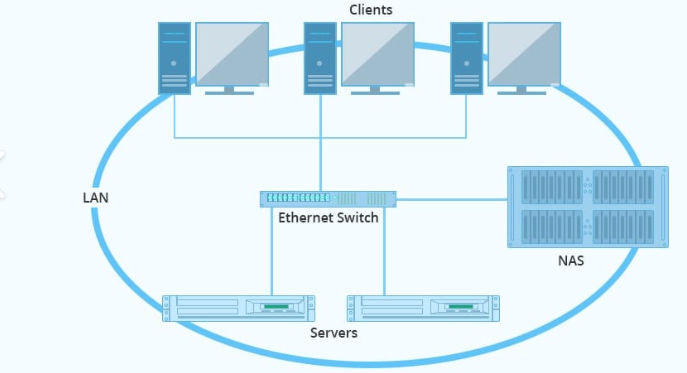 Clients
LAN
Ethernet Switch
NAS
Servers